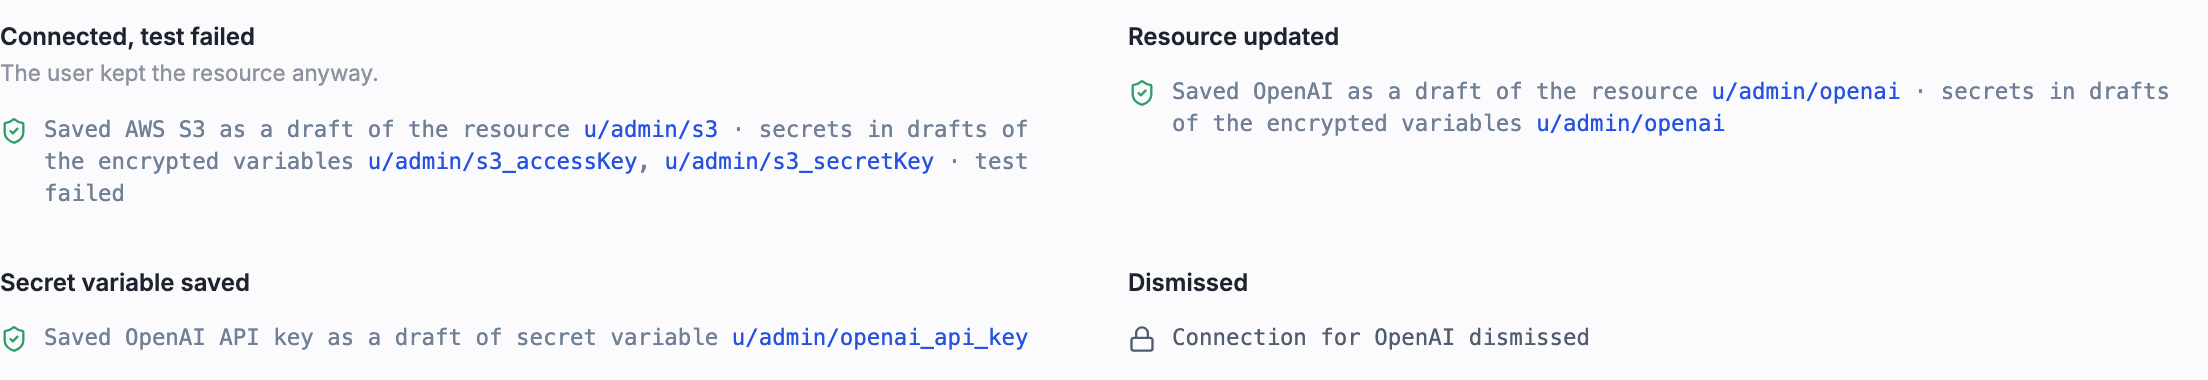 Connected, test failed
The user kept the resource anyway.
Saved AWS S3 as a draft of the resource u/admin/s3 · secrets in drafts of
the encrypted variables u/admin/s3_accessKey, u/admin/s3_secretKey · test
failed
Resource updated
Saved OpenAI as a draft of the resource u/admin/openai · secrets in drafts
of the encrypted variables u/admin/openai
Secret variable saved
Saved OpenAI API key as a draft of secret variable u/admin/openai_api_key
Dismissed
Connection for OpenAI dismissed